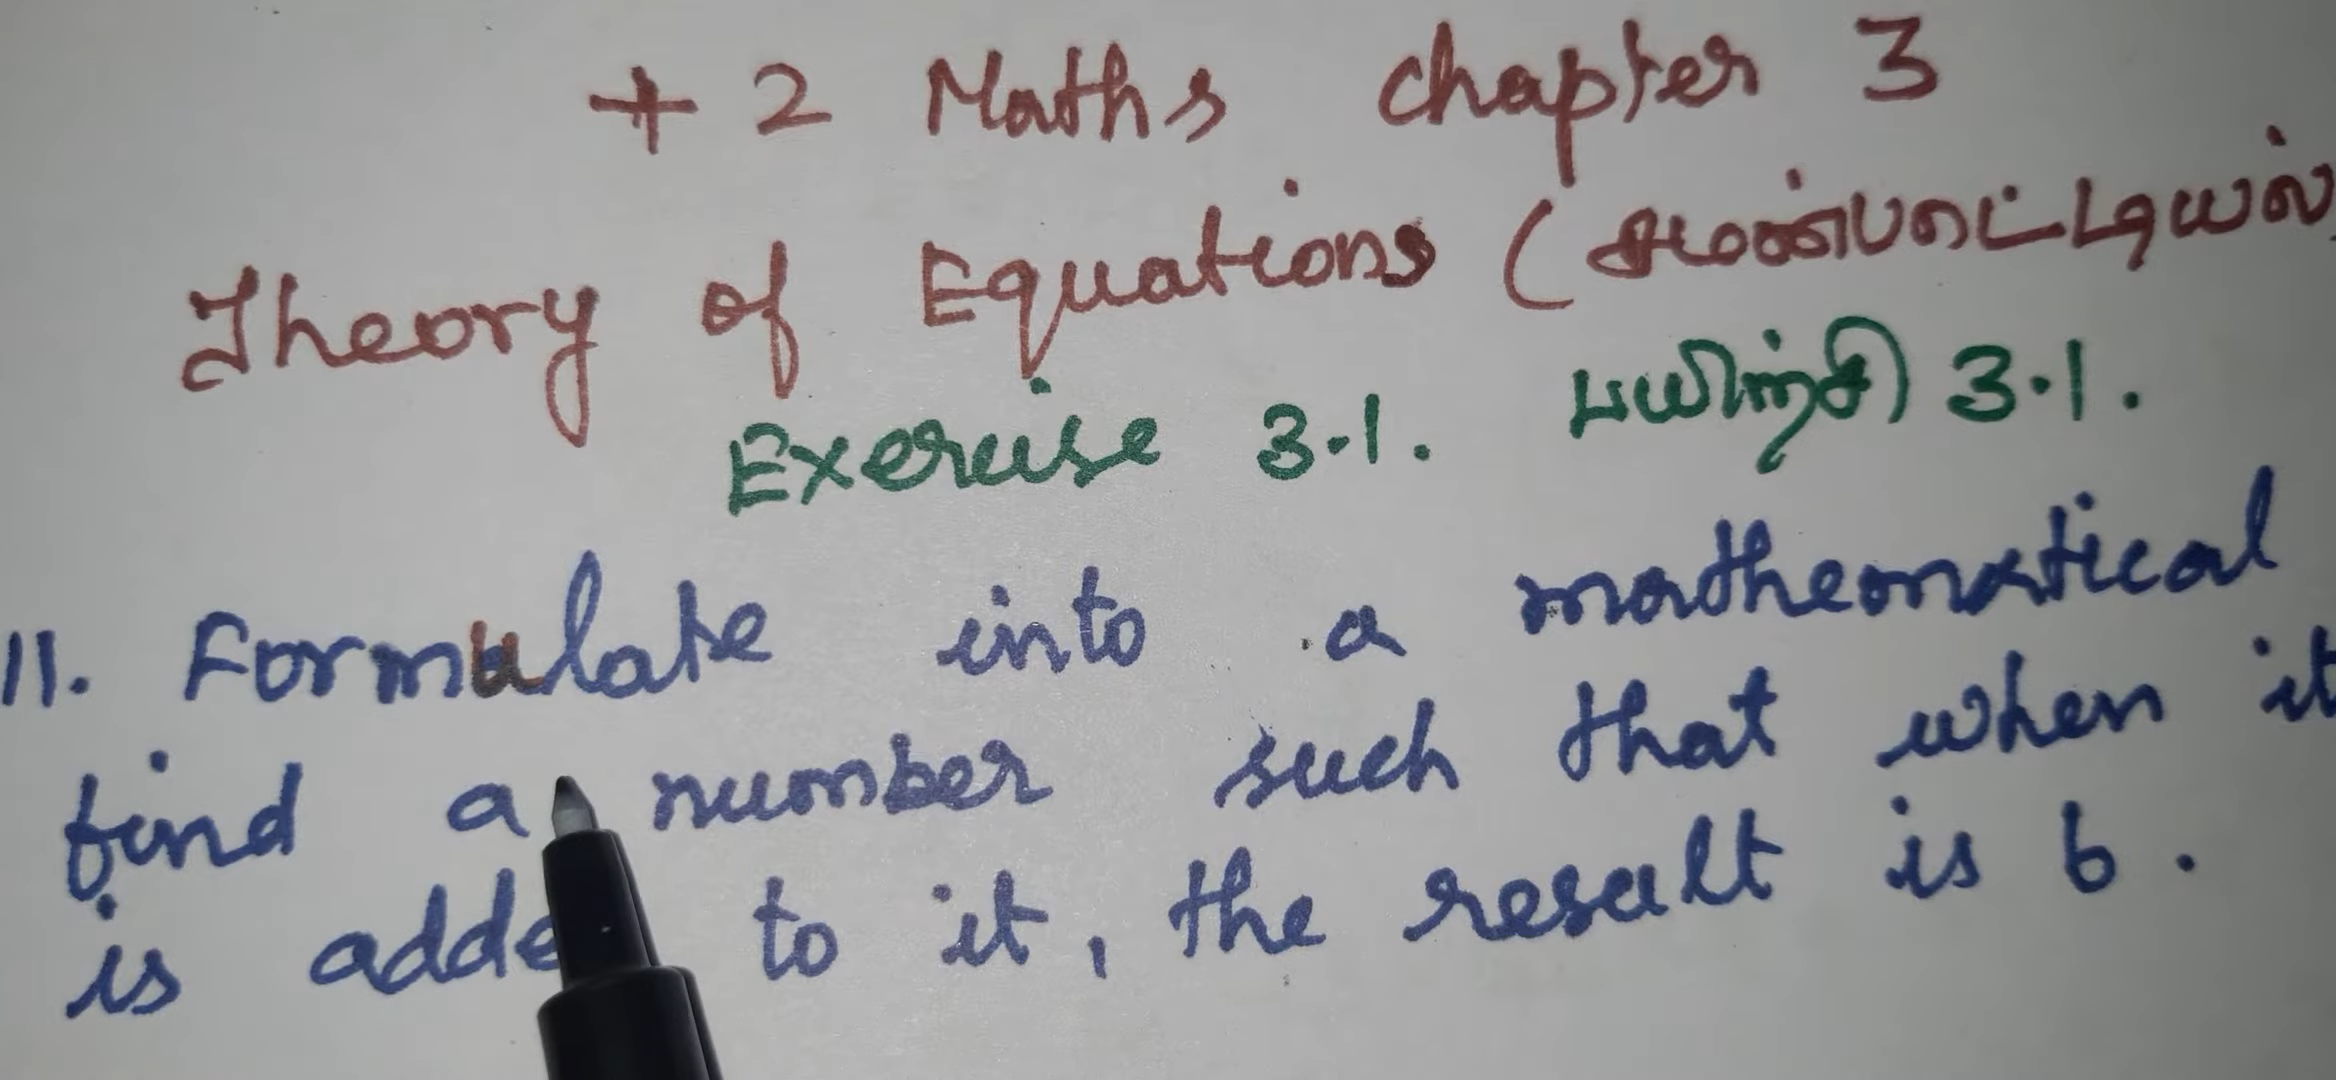 +2 Maths chapter 3
Theory of Equations (சமன்பாட்டியல்
Exercise 3.1. பயிற்சி 3.1.
11. Formulate into a mathematical
find a number such that when it
is adde to it, the result is 6.